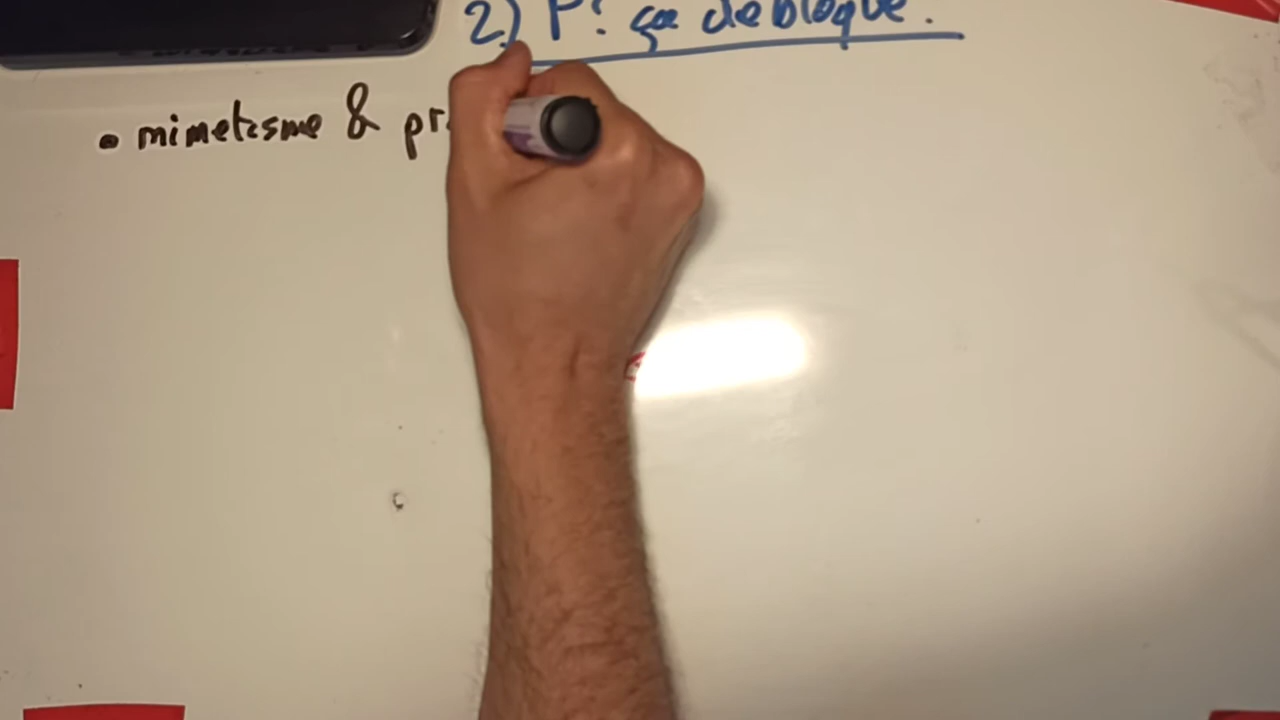 2) P: ça débloque.
• mimetisme & pr